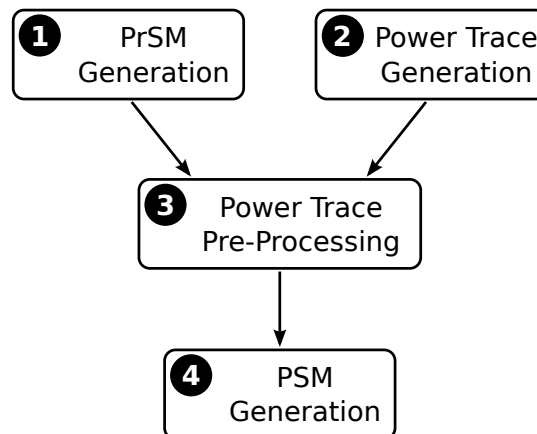 1 PrSM
Generation
2 Power Trace
Generation
3 Power Trace
Pre-Processing
4 PSM
Generation